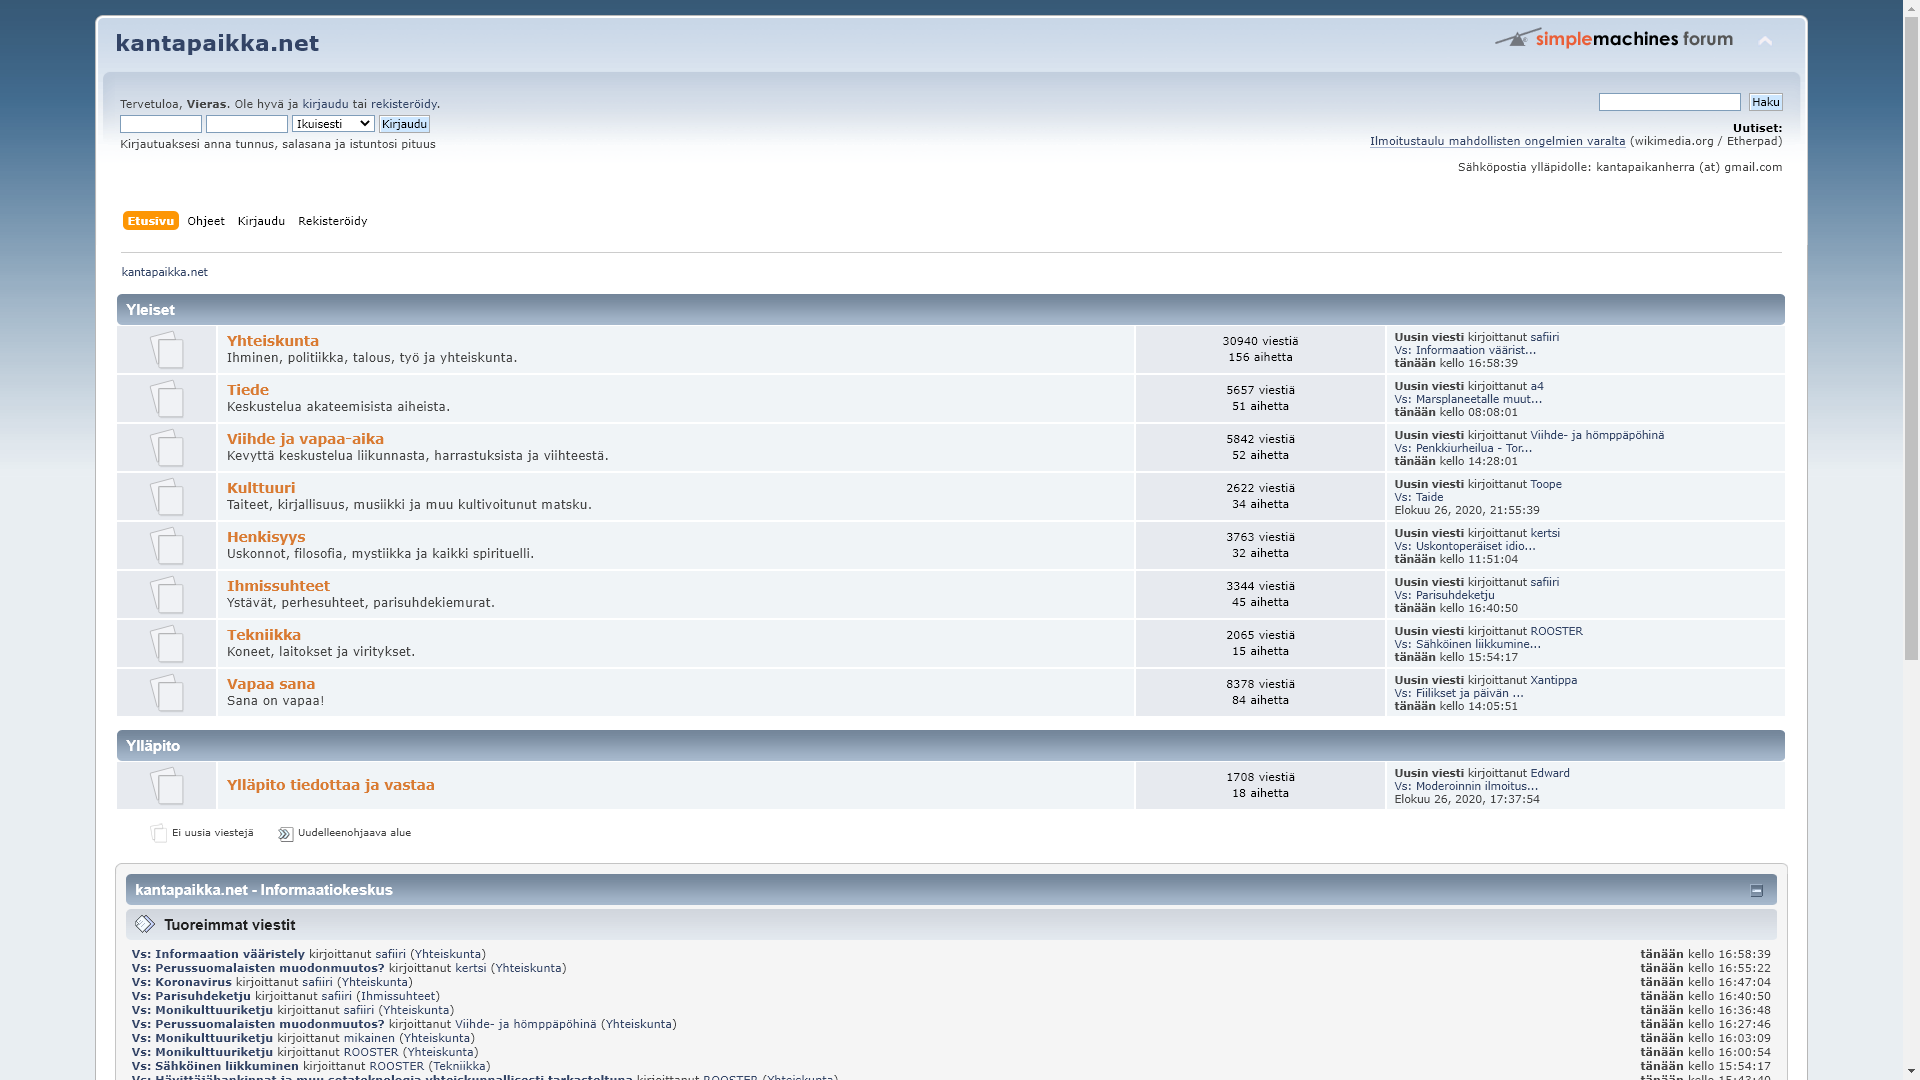 kantapaikka.net
simplemachines forum
Tervetuloa, Vieras. Ole hyvä ja kirjaudu tai rekisteröidy.
Ikuisesti Kirjaudu
Kirjautuaksesi anna tunnus, salasana ja istuntosi pituus
Haku
Uutiset:
Ilmoitustaulu mahdollisten ongelmien varalta (wikimedia.org / Etherpad)
Sähköpostia ylläpidolle: kantapaikanherra (at) gmail.com
Etusivu Ohjeet Kirjaudu Rekisteröidy
kantapaikka.net
Yleiset
Yhteiskunta
Ihminen, politiikka, talous, työ ja yhteiskunta.
30940 viestiä
156 aihetta
Uusin viesti kirjoittanut safiiri
Vs: Informaation väärist...
tänään kello 16:58:39
Tiede
Keskustelua akateemisista aiheista.
5657 viestiä
51 aihetta
Uusin viesti kirjoittanut a4
Vs: Marsplaneetalle muut...
tänään kello 08:08:01
Viihde ja vapaa-aika
Kevyttä keskustelua liikunnasta, harrastuksista ja viihteestä.
5842 viestiä
52 aihetta
Uusin viesti kirjoittanut Viihde- ja hömppäpöhinä
Vs: Penkkiurheilua - Tor...
tänään kello 14:28:01
Kulttuuri
Taiteet, kirjallisuus, musiikki ja muu kultivoitunut matsku.
2622 viestiä
34 aihetta
Uusin viesti kirjoittanut Toope
Vs: Taide
Elokuu 26, 2020, 21:55:39
Henkisyys
Uskonnot, filosofia, mystiikka ja kaikki spirituelli.
3763 viestiä
32 aihetta
Uusin viesti kirjoittanut kertsi
Vs: Uskontoperäiset idio...
tänään kello 11:51:04
Ihmissuhteet
Ystävät, perhesuhteet, parisuhdekiemurat.
3344 viestiä
45 aihetta
Uusin viesti kirjoittanut safiiri
Vs: Parisuhdeketju
tänään kello 16:40:50
Tekniikka
Koneet, laitokset ja viritykset.
2065 viestiä
15 aihetta
Uusin viesti kirjoittanut ROOSTER
Vs: Sähköinen liikkumine...
tänään kello 15:54:17
Vapaa sana
Sana on vapaa!
8378 viestiä
84 aihetta
Uusin viesti kirjoittanut Xantippa
Vs: Fiilikset ja päivän ...
tänään kello 14:05:51
Ylläpito
Ylläpito tiedottaa ja vastaa
1708 viestiä
18 aihetta
Uusin viesti kirjoittanut Edward
Vs: Moderoinnin ilmoitus...
Elokuu 26, 2020, 17:37:54
Ei uusia viestejä Uudelleenohjaava alue
kantapaikka.net - Informaatiokeskus
Tuoreimmat viestit
Vs: Informaation vääristely kirjoittanut safiiri (Yhteiskunta) tänään kello 16:58:39
Vs: Perussuomalaisten muodonmuutos? kirjoittanut kertsi (Yhteiskunta) tänään kello 16:55:22
Vs: Koronavirus kirjoittanut safiiri (Yhteiskunta) tänään kello 16:47:04
Vs: Parisuhdeketju kirjoittanut safiiri (Ihmissuhteet) tänään kello 16:40:50
Vs: Monikulttuuriketju kirjoittanut safiiri (Yhteiskunta) tänään kello 16:36:48
Vs: Perussuomalaisten muodonmuutos? kirjoittanut Viihde- ja hömppäpöhinä (Yhteiskunta) tänään kello 16:27:46
Vs: Monikulttuuriketju kirjoittanut mikainen (Yhteiskunta) tänään kello 16:03:09
Vs: Monikulttuuriketju kirjoittanut ROOSTER (Yhteiskunta) tänään kello 16:00:54
Vs: Sähköinen liikkuminen kirjoittanut ROOSTER (Tekniikka) tänään kello 15:54:17
Vs: Hävittäjähankinnat ja muu sotateknologia yhteiskunnallisesti tarkasteltuna kirjoittanut ROOSTER (Yhteiskunta) tänään kello 15:43:49